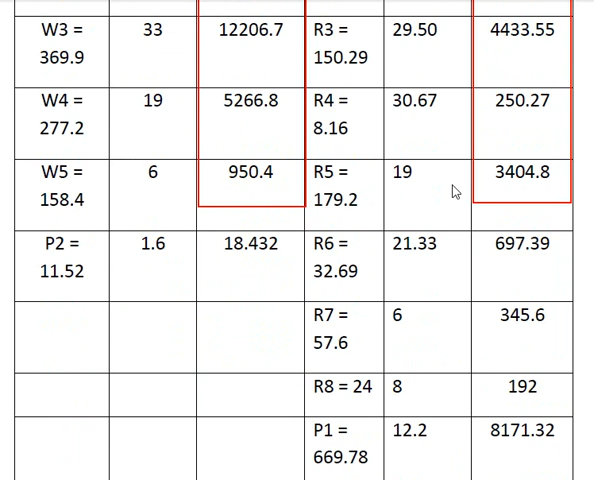 W3 = 33 12206.7 R3 = 29.50 4433.55
369.9 150.29
W4 = 19 5266.8 R4 = 30.67 250.27
277.2 8.16
W5 = 6 950.4 R5 = 19 3404.8
158.4 179.2
P2 = 1.6 18.432 R6 = 21.33 697.39
11.52 32.69
R7 = 6 345.6
57.6
R8 = 24 8 192
P1 = 12.2 8171.32
669.78